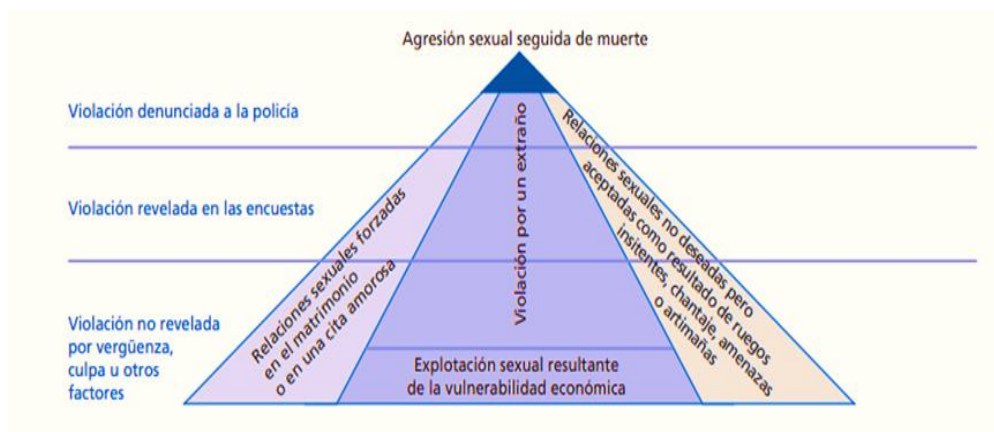 Agresión sexual seguida de muerte
Violación denunciada a la policía
Violación revelada en las encuestas
Violación no revelada
por vergüenza,
culpa u otros
factores
Relaciones sexuales forzadas
en el matrimonio
o en una cita amorosa
Violación por un extraño
Relaciones sexuales no deseadas pero
aceptadas como resultado de ruegos
insitentes, chantaje, amenazas
o artimañas
Explotación sexual resultante
de la vulnerabilidad económica